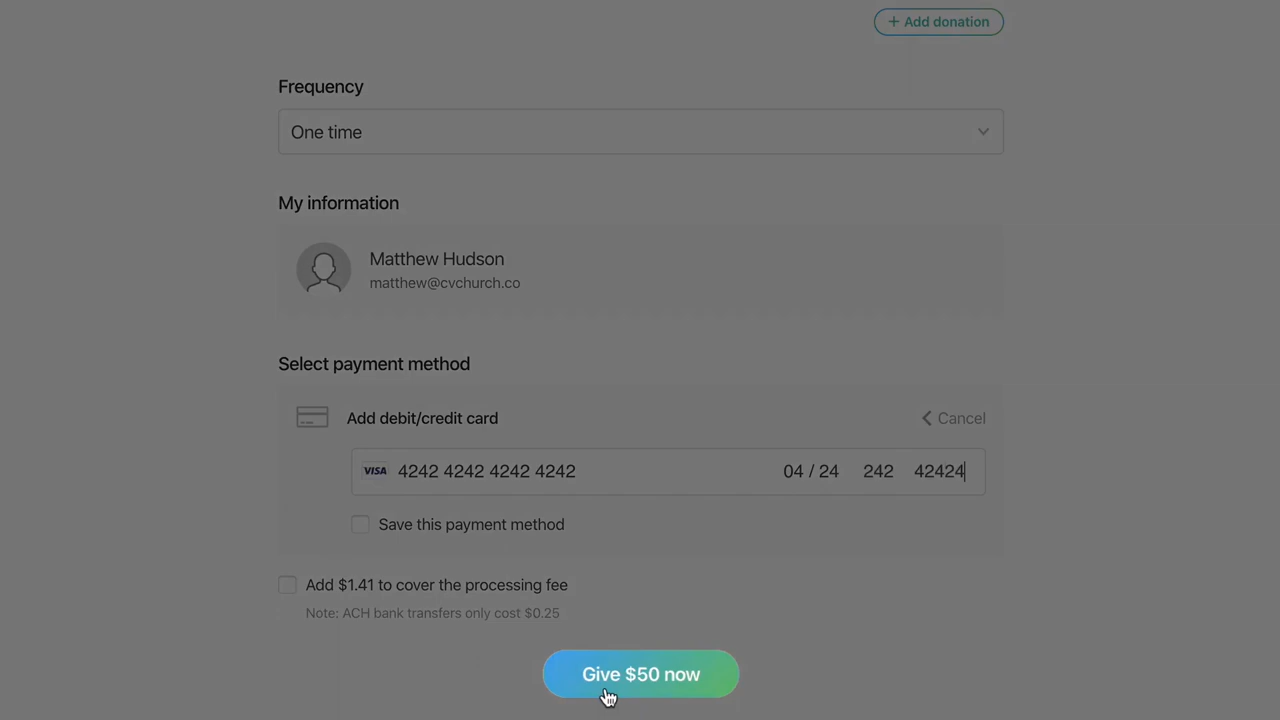 + Add donation
Frequency
One time
My information
Matthew Hudson
matthew@cvchurch.co
Select payment method
Add debit/credit card
Cancel
VISA 4242 4242 4242 4242 04 / 24 242 42424
Save this payment method
Add $1.41 to cover the processing fee
Note: ACH bank transfers only cost $0.25
Give $50 now